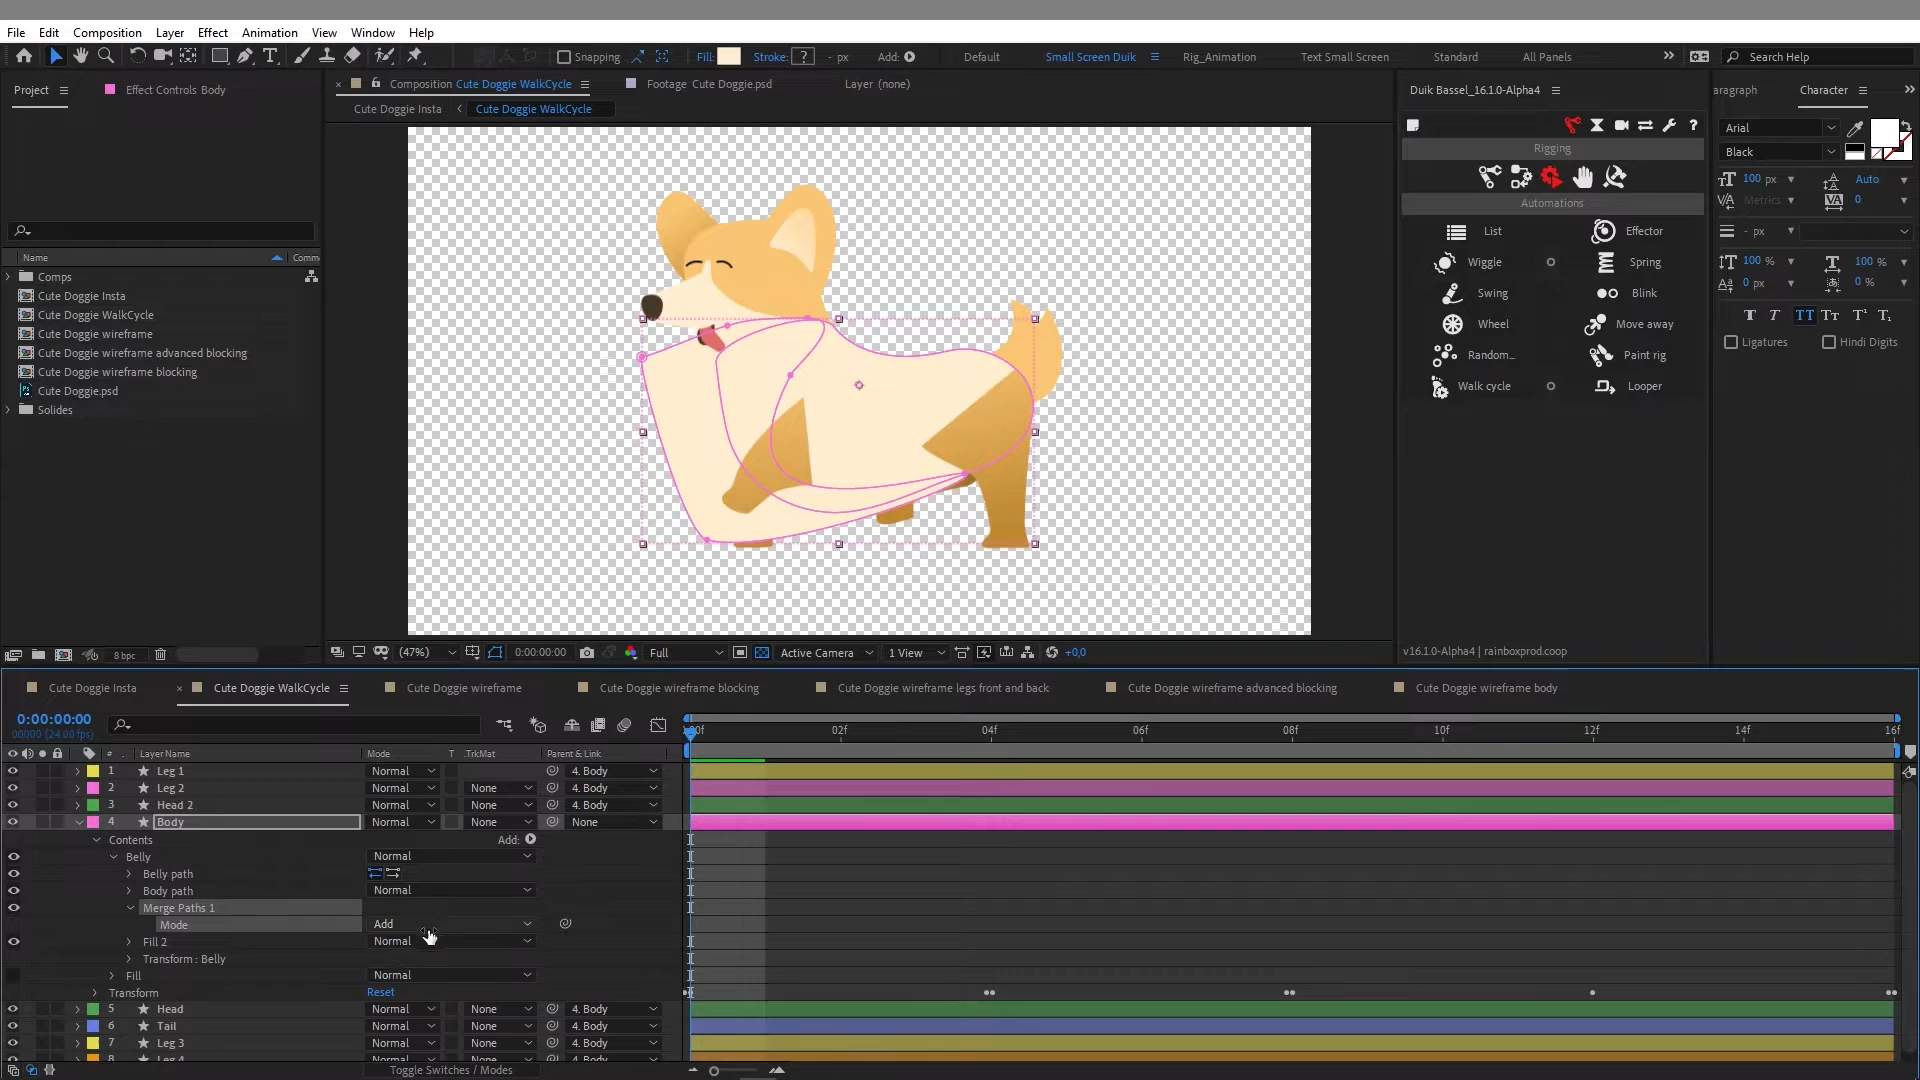 File Edit Composition Layer Effect Animation View Window Help
Snapping Fill: Stroke: ? - px Add: Default Small Screen Duik Rig_Animation Text Small Screen Standard All Panels Search Help
Project Effect Controls Body
Composition Cute Doggie WalkCycle Footage Cute Doggie.psd Layer (none)
Cute Doggie Insta Cute Doggie WalkCycle
Duik Bassel_16.1.0-Alpha4
aragraph Character
Name Comm
Comps
Cute Doggie Insta
Cute Doggie WalkCycle
Cute Doggie wireframe
Cute Doggie wireframe advanced blocking
Cute Doggie wireframe blocking
Cute Doggie.psd
Solides
8 bpc
Rigging
Automations
List Effector
Wiggle Spring
Swing Blink
Wheel Move away
Random... Paint rig
Walk cycle Looper
v16.1.0-Alpha4 | rainboxprod.coop
Arial
Black
100 px Auto
Metrics 0
- px
100 % 100 %
0 px 0 %
Ligatures Hindi Digits
(47%) 0:00:00:00 Full Active Camera 1 View +0,0
Cute Doggie Insta Cute Doggie WalkCycle Cute Doggie wireframe Cute Doggie wireframe blocking Cute Doggie wireframe legs front and back Cute Doggie wireframe advanced blocking Cute Doggie wireframe body
0:00:00:00
00000 (24.00 fps)
02f 04f 06f 08f 10f 12f 14f 16f
# Layer Name Mode T .TrkMat Parent & Link
1 Leg 1 Normal 4. Body
2 Leg 2 Normal None 4. Body
3 Head 2 Normal None 4. Body
4 Body Normal None None
Contents Add:
Belly Normal
Belly path
Body path Normal
Merge Paths 1
Mode Add
Fill 2 Normal
Transform : Belly
Fill Normal
Transform Reset
5 Head Normal None 4. Body
6 Tail Normal None 4. Body
7 Leg 3 Normal None 4. Body
8 Leg 4 Normal None 4. Body
Toggle Switches / Modes